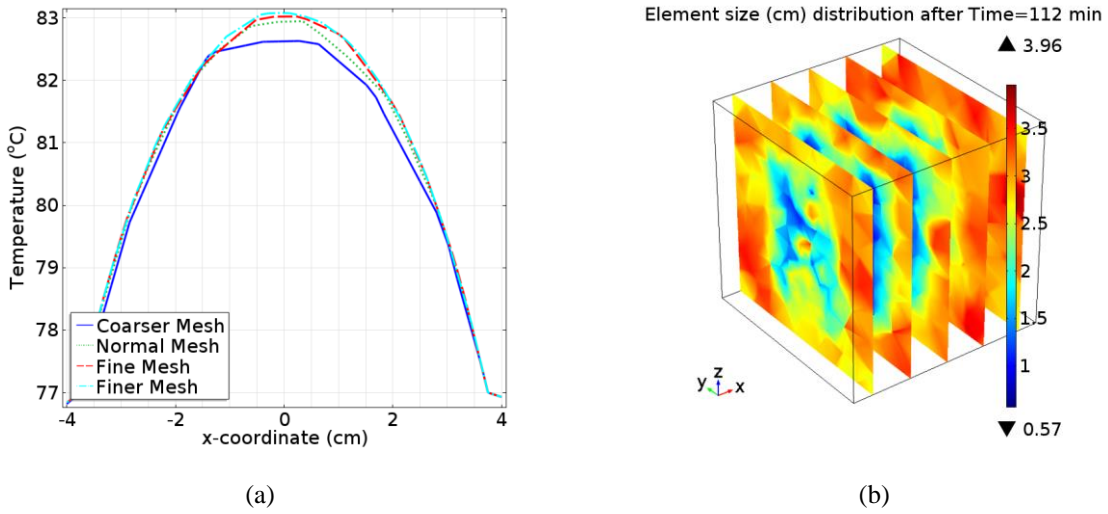 83
82
81
80
79
78
77
Temperature (°C)
Coarser Mesh
Normal Mesh
Fine Mesh
Finer Mesh
-4
-2
0
2
4
x-coordinate (cm)
(a)
Element size (cm) distribution after Time=112 min
▲ 3.96
3.5
3
2.5
2
1.5
1
▼ 0.57
y z x
(b)